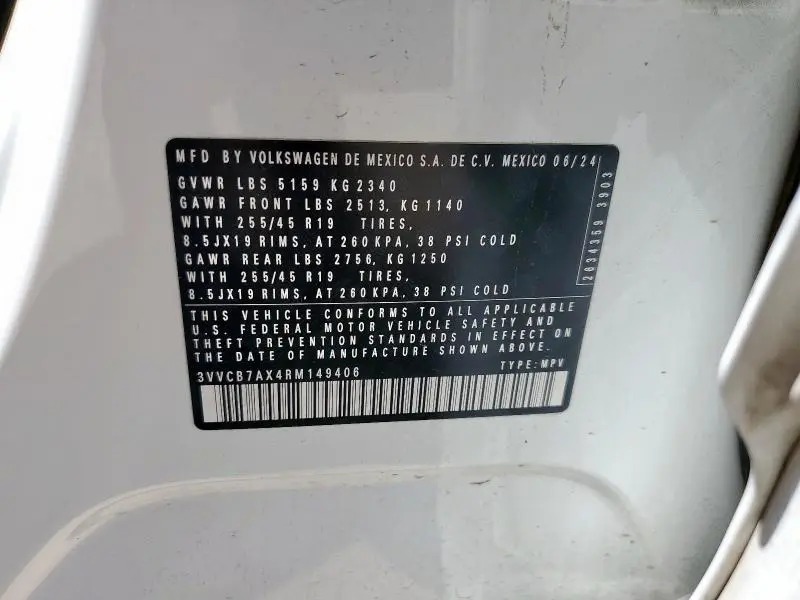 MFD BY VOLKSWAGEN DE MEXICO S.A. DE C.V. MEXICO 06/24
GVWR LBS 5159 KG 2340
GAWR FRONT LBS 2513, KG 1140
WITH 255/45 R19 TIRES,
8.5JX19 RIMS, AT 260 KPA, 38 PSI COLD
GAWR REAR LBS 2756, KG 1250
WITH 255/45 R19 TIRES,
8.5JX19 RIMS, AT 260 KPA, 38 PSI COLD
2634359 3903
THIS VEHICLE CONFORMS TO ALL APPLICABLE
U.S. FEDERAL MOTOR VEHICLE SAFETY AND
THEFT PREVENTION STANDARDS IN EFFECT ON
THE DATE OF MANUFACTURE SHOWN ABOVE.
3VVCB7AX4RM149406 TYPE: MPV